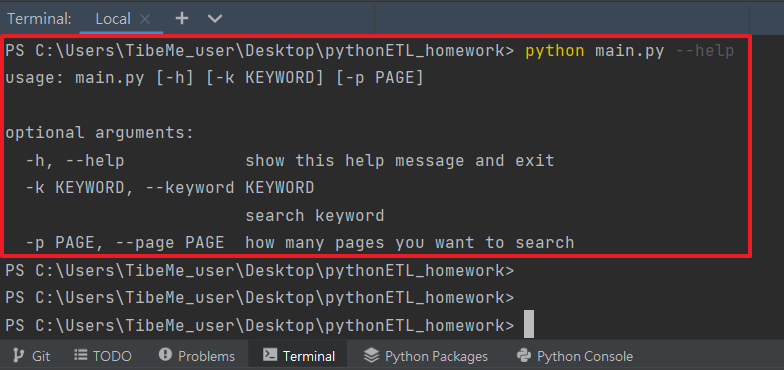 Terminal: Local × + ∨
PS C:\Users\TibeMe_user\Desktop\pythonETL_homework> python main.py --help
usage: main.py [-h] [-k KEYWORD] [-p PAGE]
optional arguments:
-h, --help show this help message and exit
-k KEYWORD, --keyword KEYWORD
search keyword
-p PAGE, --page PAGE how many pages you want to search
PS C:\Users\TibeMe_user\Desktop\pythonETL_homework>
PS C:\Users\TibeMe_user\Desktop\pythonETL_homework>
PS C:\Users\TibeMe_user\Desktop\pythonETL_homework>
Git TODO Problems Terminal Python Packages Python Console